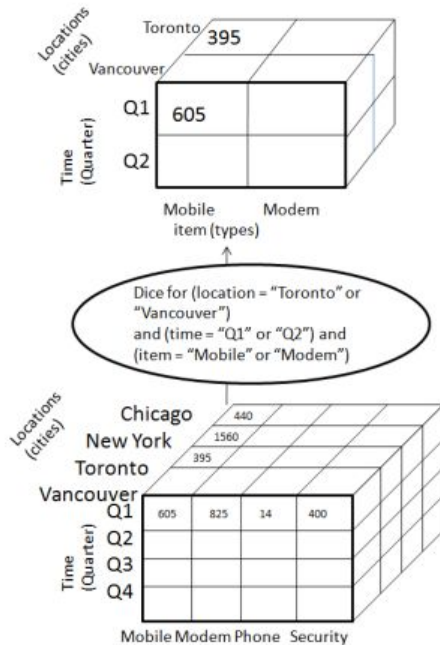 Locations
(cities)
Toronto
395
Vancouver
Time
(Quarter)
Q1
605
Q2
Mobile Modem
item (types)
Dice for (location = "Toronto" or
"Vancouver")
and (time = "Q1" or "Q2") and
(item = "Mobile" or "Modem")
Locations
(cities)
Chicago 440
New York 1560
Toronto 395
Vancouver
Time
(Quarter)
Q1 605 825 14 400
Q2
Q3
Q4
Mobile Modem Phone Security